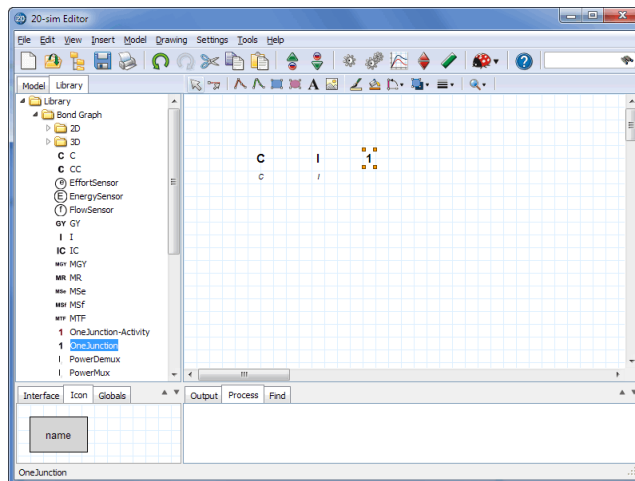 20 20-sim Editor
File Edit View Insert Model Drawing Settings Tools Help
Model Library
A
Library
Bond Graph
2D
3D
C C
C CC
e EffortSensor
E EnergySensor
f FlowSensor
GY GY
I I
IC IC
MGY MGY
MR MR
MSe MSe
MSf MSf
MTF MTF
1 OneJunction-Activity
1 OneJunction
PowerDemux
PowerMux
C I 1
C I
Interface Icon Globals
Output Process Find
name
OneJunction